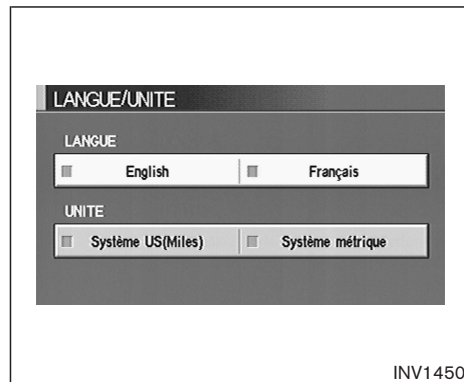 LANGUE/UNITE
LANGUE
English Français
UNITE
Système US(Miles) Système métrique
INV1450